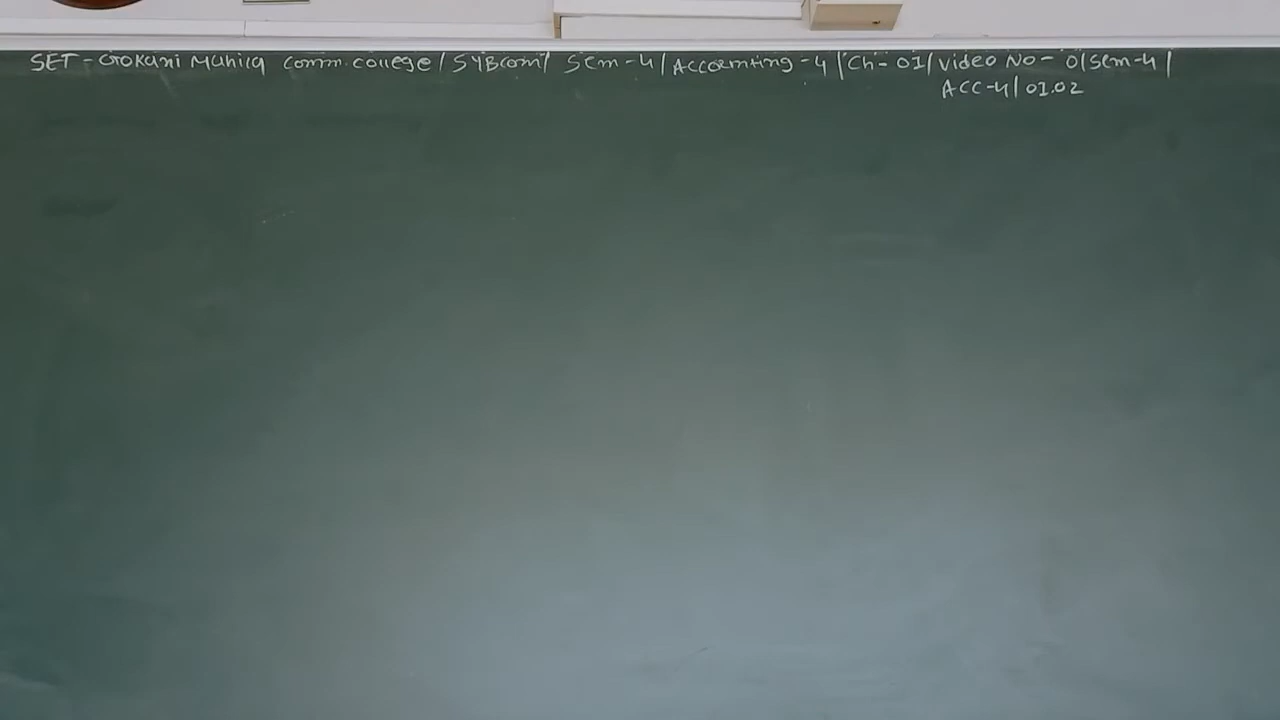 SET - Gokani Mahila Comm. college / SYBcom / Sem-4 | Accounting - 4 | Ch- 01 | video No - 01 Sem-4 |
ACC-4 | 01.02